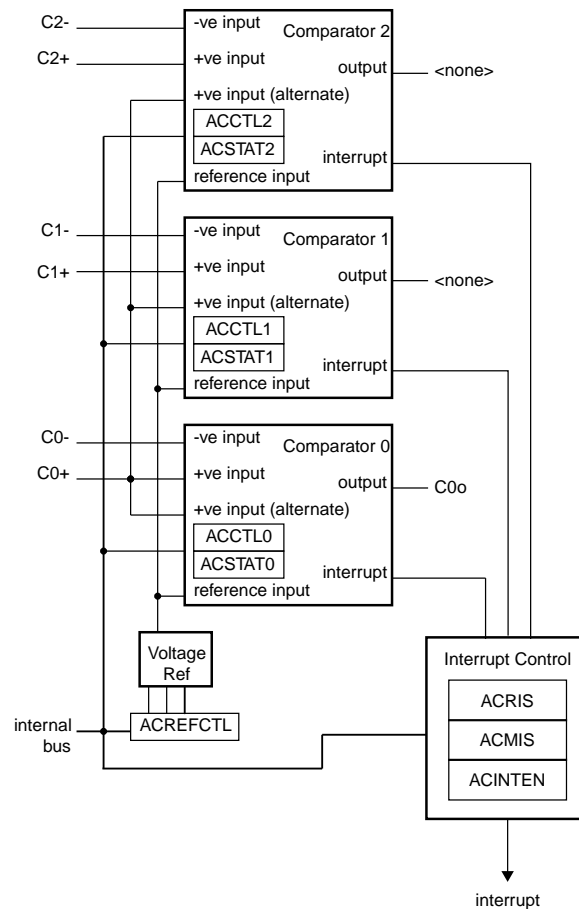 C2-
-ve input
Comparator 2
C2+
+ve input
output
<none>
+ve input (alternate)
ACCTL2
ACSTAT2
interrupt
reference input
C1-
-ve input
Comparator 1
C1+
+ve input
output
<none>
+ve input (alternate)
ACCTL1
ACSTAT1
interrupt
reference input
C0-
-ve input
Comparator 0
C0+
+ve input
output
C0o
+ve input (alternate)
ACCTL0
ACSTAT0
interrupt
reference input
Voltage
Ref
Interrupt Control
ACRIS
internal
bus
ACREFCTL
ACMIS
ACINTEN
interrupt